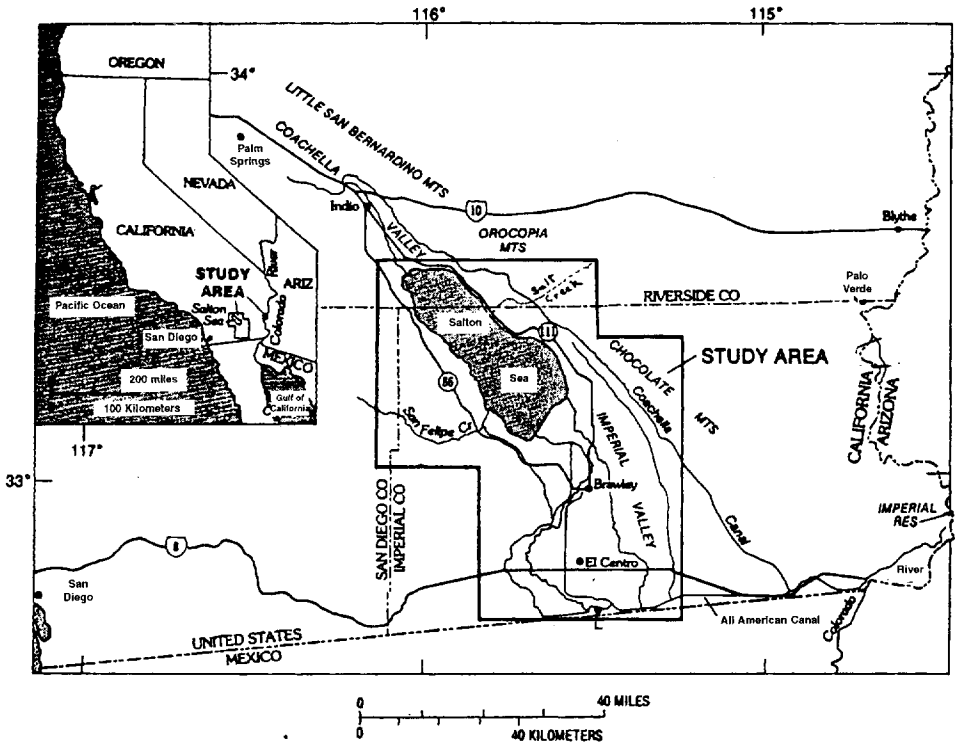 116°
115°
34°
OREGON
NEVADA
CALIFORNIA
STUDY
AREA
Salton
Sea
Pacific Ocean
San Diego
200 miles
100 Kilometers
River
Colorado
ARIZ
MEXICO
Gulf of
California
117°
33°
Palm
Springs
LITTLE SAN BERNARDINO MTS
COACHELLA
VALLEY
Indio
10
OROCOPIA
MTS
Blythe
Palo
Verde
Salt
Creek
RIVERSIDE CO
Salton
Sea
111
86
CHOCOLATE
MTS
STUDY AREA
Coachella
Canal
San Felipe Cr
IMPERIAL
VALLEY
Brawley
El Centro
SAN DIEGO CO
IMPERIAL CO
CALIFORNIA
ARIZONA
IMPERIAL
RES
River
Colorado
8
San
Diego
All American Canal
UNITED STATES
MEXICO
0
40 MILES
0
40 KILOMETERS